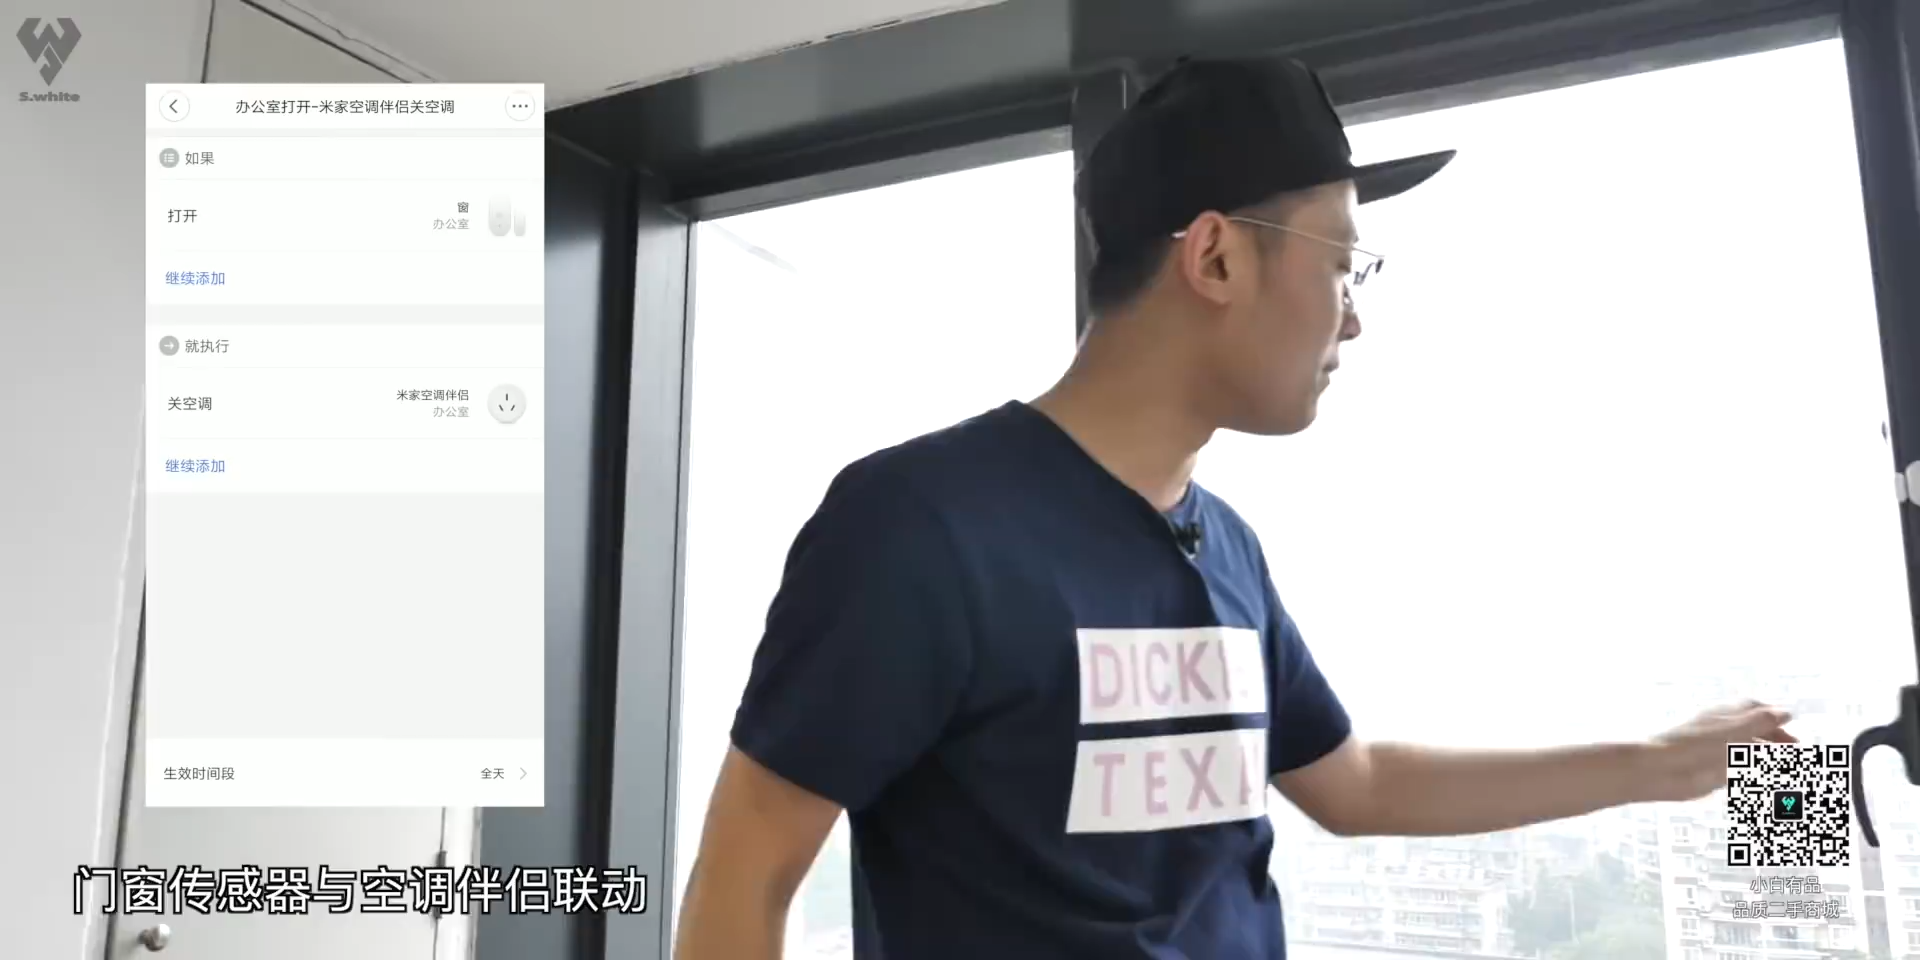 S.white
办公室打开-米家空调伴侣关空调
如果
打开
窗
办公室
继续添加
就执行
关空调
米家空调伴侣
办公室
继续添加
生效时间段
全天
DICKI
TEXA
门窗传感器与空调伴侣联动
小白有品
品质二手商城